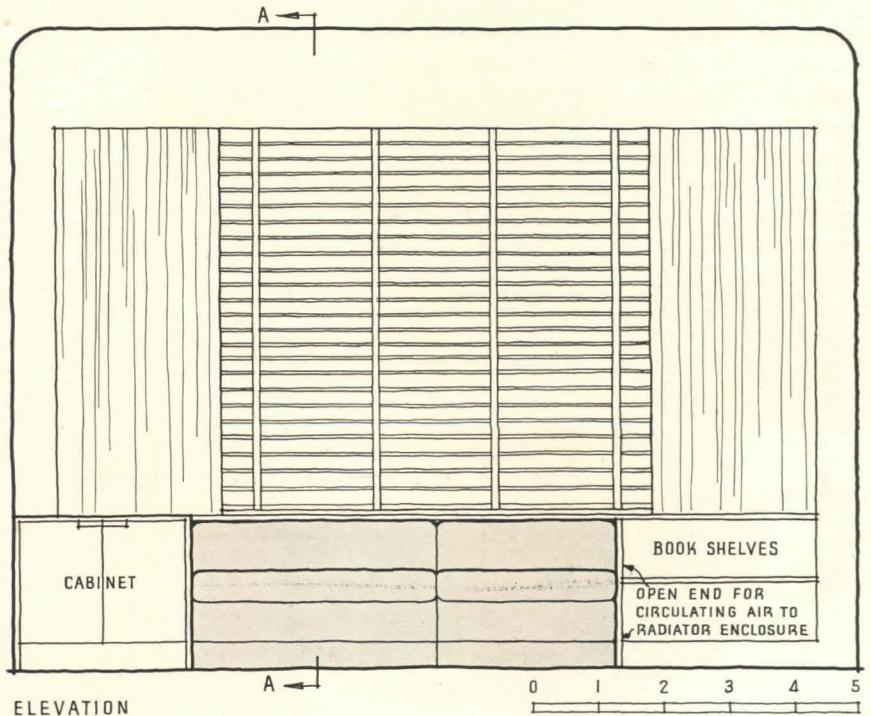 A
CABINET
BOOK SHELVES
OPEN END FOR
CIRCULATING AIR TO
RADIATOR ENCLOSURE
A
ELEVATION
0 1 2 3 4 5